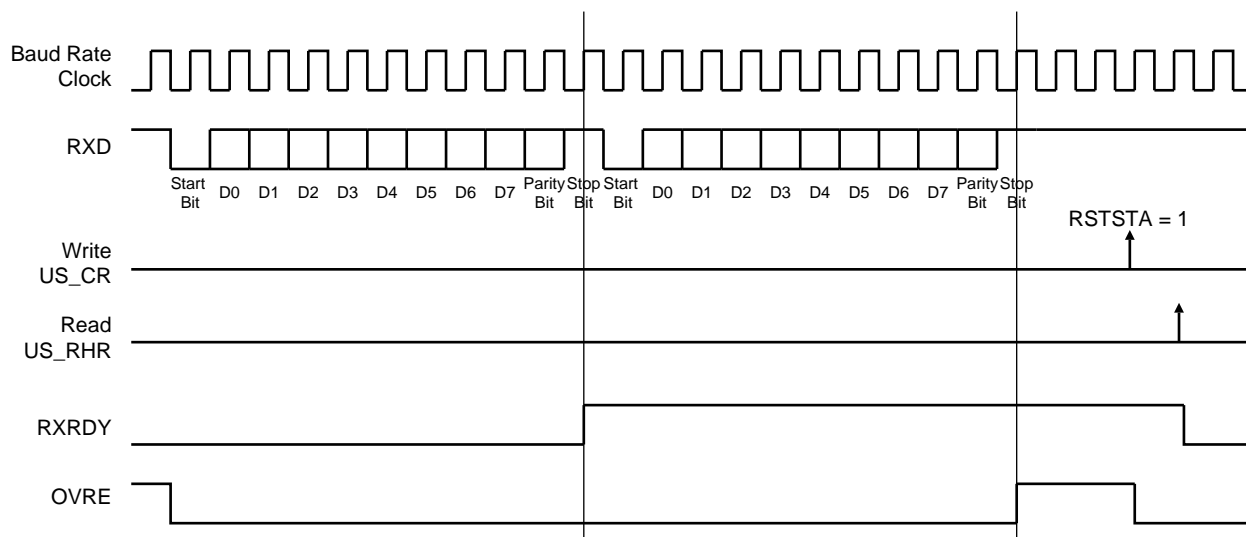 Baud Rate
Clock
RXD
Start
Bit
D0
D1
D2
D3
D4
D5
D6
D7
Parity
Bit
Stop
Bit
Start
Bit
D0
D1
D2
D3
D4
D5
D6
D7
Parity
Bit
Stop
Bit
RSTSTA = 1
Write
US_CR
Read
US_RHR
RXRDY
OVRE